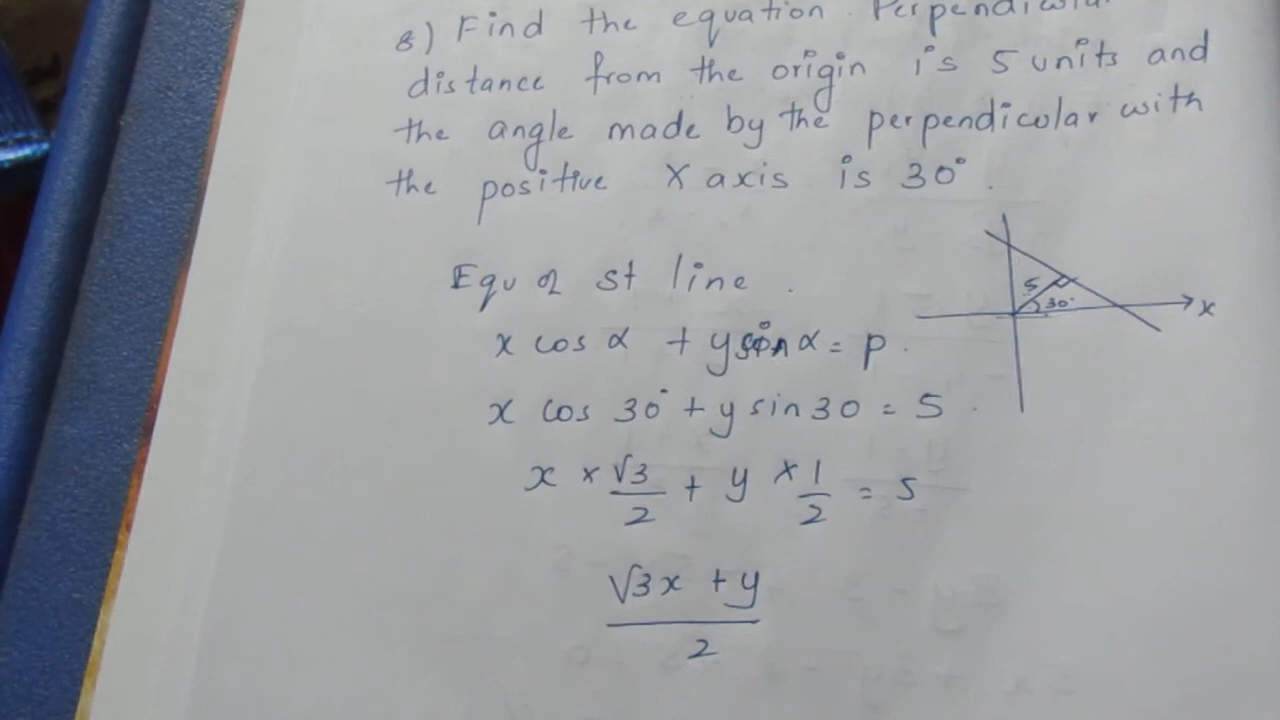 8) Find the equation. Perpendicular
distance from the origin is 5 units and
the angle made by the perpendicular with
the positive X axis is 30°.
Equ of st line.
x cos α + y sin α = p.
x cos 30° + y sin 30 = 5.
x × √3/2 + y × 1/2 = 5
√3x + y
2
5
30°
x